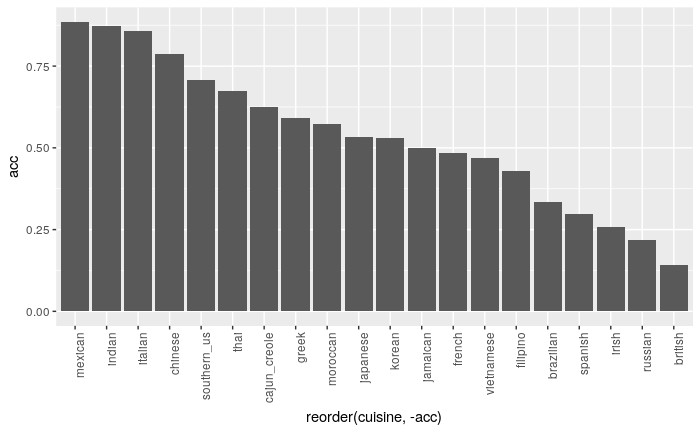 acc
0.75
0.50
0.25
0.00
mexican
indian
italian
chinese
southern_us
thai
cajun_creole
greek
moroccan
japanese
korean
jamaican
french
vietnamese
filipino
brazilian
spanish
irish
russian
british
reorder(cuisine, -acc)